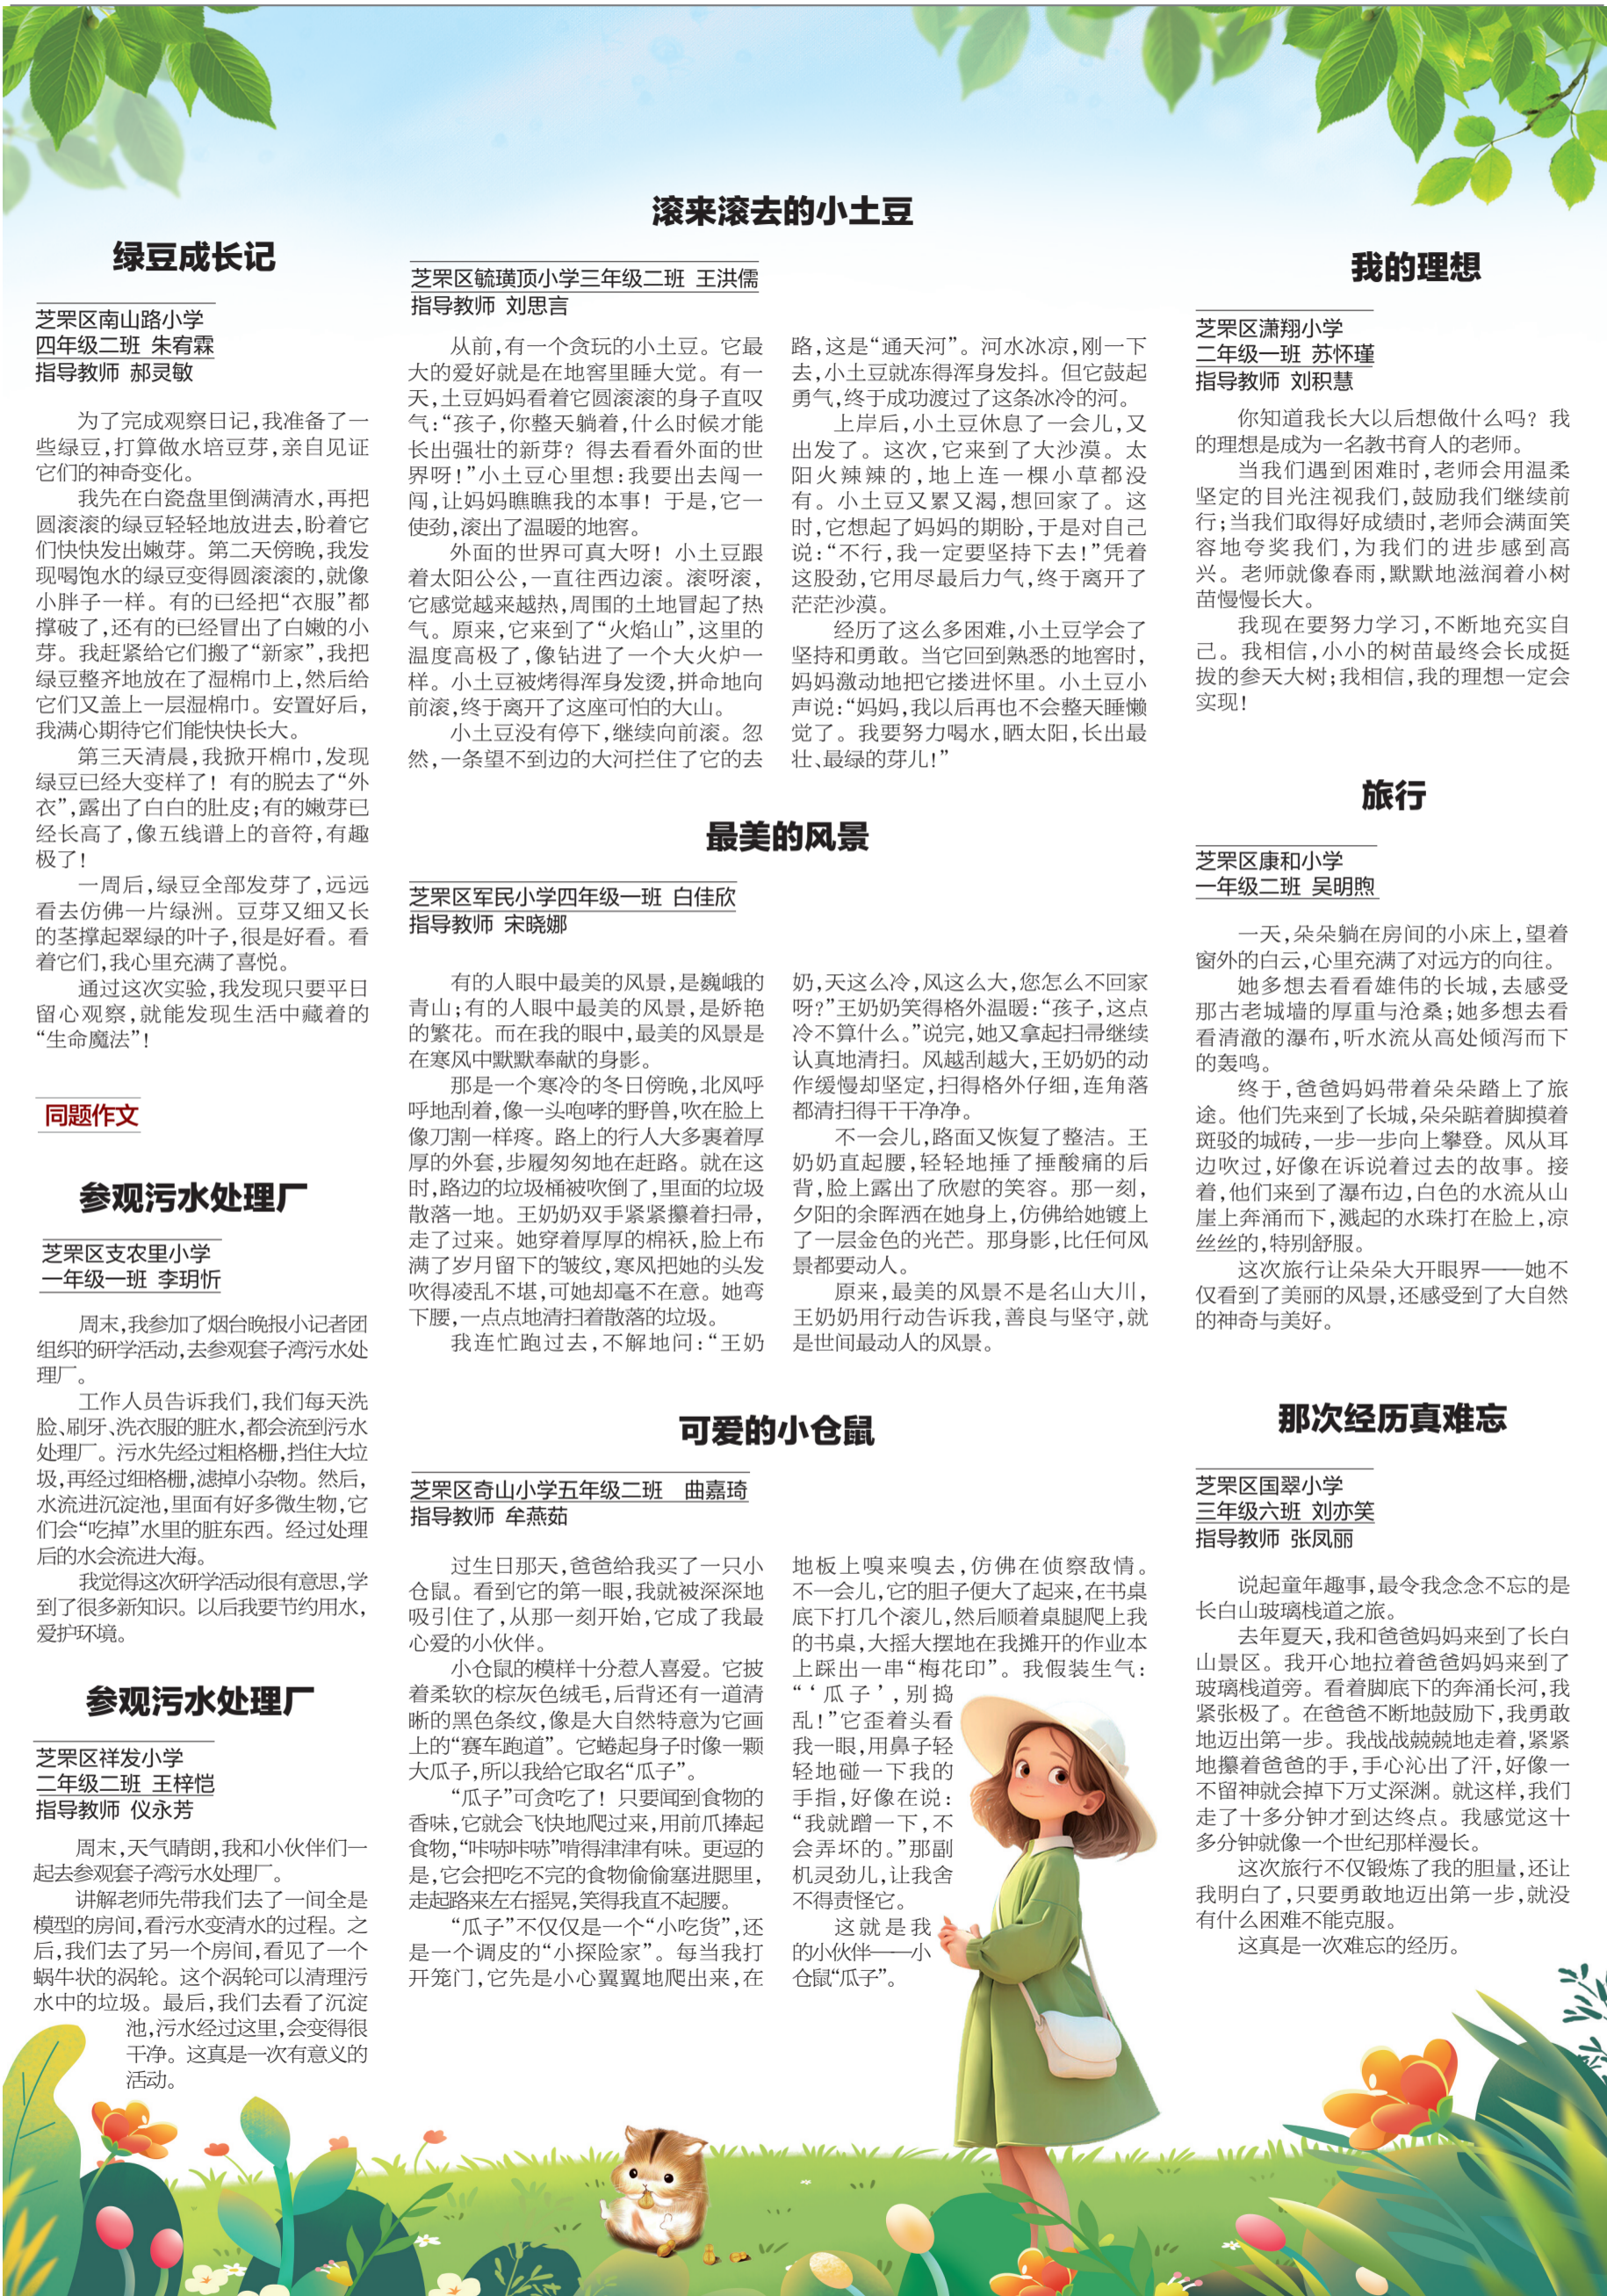 绿豆成长记
芝罘区南山路小学
四年级二班 朱宥霖
指导教师 郝灵敏
为了完成观察日记,我准备了一
些绿豆,打算做水培豆芽,亲自见证
它们的神奇变化。
我先在白瓷盘里倒满清水,再把
圆滚滚的绿豆轻轻地放进去,盼着它
们快快发出嫩芽。第二天傍晚,我发
现喝饱水的绿豆变得圆滚滚的,就像
小胖子一样。有的已经把“衣服”都
撑破了,还有的已经冒出了白嫩的小
芽。我赶紧给它们搬了“新家”,我把
绿豆整齐地放在了湿棉巾上,然后给
它们又盖上一层湿棉巾。安置好后,
我满心期待它们能快快长大。
第三天清晨,我掀开棉巾,发现
绿豆已经大变样了!有的脱去了“外
衣”,露出了白白的肚皮;有的嫩芽已
经长高了,像五线谱上的音符,有趣
极了!
一周后,绿豆全部发芽了,远远
看去仿佛一片绿洲。豆芽又细又长
的茎撑起翠绿的叶子,很是好看。看
着它们,我心里充满了喜悦。
通过这次实验,我发现只要平日
留心观察,就能发现生活中藏着的
“生命魔法”!
同题作文
参观污水处理厂
芝罘区支农里小学
一年级一班 李玥忻
周末,我参加了烟台晚报小记者团
组织的研学活动,去参观套子湾污水处
理厂。
工作人员告诉我们,我们每天洗
脸、刷牙、洗衣服的脏水,都会流到污水
处理厂。污水先经过粗格栅,挡住大垃
圾,再经过细格栅,滤掉小杂物。然后,
水流进沉淀池,里面有好多微生物,它
们会“吃掉”水里的脏东西。经过处理
后的水会流进大海。
我觉得这次研学活动很有意思,学
到了很多新知识。以后我要节约用水,
爱护环境。
参观污水处理厂
芝罘区祥发小学
二年级二班 王梓恺
指导教师 仪永芳
周末,天气晴朗,我和小伙伴们一
起去参观套子湾污水处理厂。
讲解老师先带我们去了一间全是
模型的房间,看污水变清水的过程。之
后,我们去了另一个房间,看见了一个
蜗牛状的涡轮。这个涡轮可以清理污
水中的垃圾。最后,我们去看了沉淀
池,污水经过这里,会变得很
干净。这真是一次有意义的
活动。
滚来滚去的小土豆
芝罘区毓璜顶小学三年级二班 王洪儒
指导教师 刘思言
从前,有一个贪玩的小土豆。它最
大的爱好就是在地窖里睡大觉。有一
天,土豆妈妈看着它圆滚滚的身子直叹
气:“孩子,你整天躺着,什么时候才能
长出强壮的新芽?得去看看外面的世
界呀!”小土豆心里想:我要出去闯一
闯,让妈妈瞧瞧我的本事!于是,它一
使劲,滚出了温暖的地窖。
外面的世界可真大呀!小土豆跟
着太阳公公,一直往西边滚。滚呀滚,
它感觉越来越热,周围的土地冒起了热
气。原来,它来到了“火焰山”,这里的
温度高极了,像钻进了一个大火炉一
样。小土豆被烤得浑身发烫,拼命地向
前滚,终于离开了这座可怕的大山。
小土豆没有停下,继续向前滚。忽
然,一条望不到边的大河拦住了它的去
路,这是“通天河”。河水冰凉,刚一下
去,小土豆就冻得浑身发抖。但它鼓起
勇气,终于成功渡过了这条冰冷的河。
上岸后,小土豆休息了一会儿,又
出发了。这次,它来到了大沙漠。太
阳火辣辣的,地上连一棵小草都没
有。小土豆又累又渴,想回家了。这
时,它想起了妈妈的期盼,于是对自己
说:“不行,我一定要坚持下去!”凭着
这股劲,它用尽最后力气,终于离开了
茫茫沙漠。
经历了这么多困难,小土豆学会了
坚持和勇敢。当它回到熟悉的地窖时,
妈妈激动地把它搂进怀里。小土豆小
声说:“妈妈,我以后再也不会整天睡懒
觉了。我要努力喝水,晒太阳,长出最
壮、最绿的芽儿!”
最美的风景
芝罘区军民小学四年级一班 白佳欣
指导教师 宋晓娜
有的人眼中最美的风景,是巍峨的
青山;有的人眼中最美的风景,是娇艳
的繁花。而在我的眼中,最美的风景是
在寒风中默默奉献的身影。
那是一个寒冷的冬日傍晚,北风呼
呼地刮着,像一头咆哮的野兽,吹在脸上
像刀割一样疼。路上的行人大多裹着厚
厚的外套,步履匆匆地在赶路。就在这
时,路边的垃圾桶被吹倒了,里面的垃圾
散落一地。王奶奶双手紧紧攥着扫帚,
走了过来。她穿着厚厚的棉袄,脸上布
满了岁月留下的皱纹,寒风把她的头发
吹得凌乱不堪,可她却毫不在意。她弯
下腰,一点点地清扫着散落的垃圾。
我连忙跑过去,不解地问:“王奶
奶,天这么冷,风这么大,您怎么不回家
呀?”王奶奶笑得格外温暖:“孩子,这点
冷不算什么。”说完,她又拿起扫帚继续
认真地清扫。风越刮越大,王奶奶的动
作缓慢却坚定,扫得格外仔细,连角落
都清扫得干干净净。
不一会儿,路面又恢复了整洁。王
奶奶直起腰,轻轻地捶了捶酸痛的后
背,脸上露出了欣慰的笑容。那一刻,
夕阳的余晖洒在她身上,仿佛给她镀上
了一层金色的光芒。那身影,比任何风
景都要动人。
原来,最美的风景不是名山大川,
王奶奶用行动告诉我,善良与坚守,就
是世间最动人的风景。
可爱的小仓鼠
芝罘区奇山小学五年级二班 曲嘉琦
指导教师 牟燕茹
过生日那天,爸爸给我买了一只小
仓鼠。看到它的第一眼,我就被深深地
吸引住了,从那一刻开始,它成了我最
心爱的小伙伴。
小仓鼠的模样十分惹人喜爱。它披
着柔软的棕灰色绒毛,后背还有一道清
晰的黑色条纹,像是大自然特意为它画
上的“赛车跑道”。它蜷起身子时像一颗
大瓜子,所以我给它取名“瓜子”。
“瓜子”可贪吃了!只要闻到食物的
香味,它就会飞快地爬过来,用前爪捧起
食物,“咔哧咔哧”啃得津津有味。更逗的
是,它会把吃不完的食物偷偷塞进腮里,
走起路来左右摇晃,笑得我直不起腰。
“瓜子”不仅仅是一个“小吃货”,还
是一个调皮的“小探险家”。每当我打
开笼门,它先是小心翼翼地爬出来,在
地板上嗅来嗅去,仿佛在侦察敌情。
不一会儿,它的胆子便大了起来,在书桌
底下打几个滚儿,然后顺着桌腿爬上我
的书桌,大摇大摆地在我摊开的作业本
上踩出一串“梅花印”。我假装生气:
“‘瓜子’,别捣
乱!”它歪着头看
我一眼,用鼻子轻
轻地碰一下我的
手指,好像在说:
“我就蹭一下,不
会弄坏的。”那副
机灵劲儿,让我舍
不得责怪它。
这就是我
的小伙伴——小
仓鼠“瓜子”。
我的理想
芝罘区潇翔小学
二年级一班 苏怀瑾
指导教师 刘积慧
你知道我长大以后想做什么吗?我
的理想是成为一名教书育人的老师。
当我们遇到困难时,老师会用温柔
坚定的目光注视我们,鼓励我们继续前
行;当我们取得好成绩时,老师会满面笑
容地夸奖我们,为我们的进步感到高
兴。老师就像春雨,默默地滋润着小树
苗慢慢长大。
我现在要努力学习,不断地充实自
己。我相信,小小的树苗最终会长成挺
拔的参天大树;我相信,我的理想一定会
实现!
旅行
芝罘区康和小学
一年级二班 吴明煦
一天,朵朵躺在房间的小床上,望着
窗外的白云,心里充满了对远方的向往。
她多想去看看雄伟的长城,去感受
那古老城墙的厚重与沧桑;她多想去看
看清澈的瀑布,听水流从高处倾泻而下
的轰鸣。
终于,爸爸妈妈带着朵朵踏上了旅
途。他们先来到了长城,朵朵踮着脚摸着
斑驳的城砖,一步一步向上攀登。风从耳
边吹过,好像在诉说着过去的故事。接
着,他们来到了瀑布边,白色的水流从山
崖上奔涌而下,溅起的水珠打在脸上,凉
丝丝的,特别舒服。
这次旅行让朵朵大开眼界——她不
仅看到了美丽的风景,还感受到了大自然
的神奇与美好。
那次经历真难忘
芝罘区国翠小学
三年级六班 刘亦笑
指导教师 张凤丽
说起童年趣事,最令我念念不忘的是
长白山玻璃栈道之旅。
去年夏天,我和爸爸妈妈来到了长白
山景区。我开心地拉着爸爸妈妈来到了
玻璃栈道旁。看着脚底下的奔涌长河,我
紧张极了。在爸爸不断地鼓励下,我勇敢
地迈出第一步。我战战兢兢地走着,紧紧
地攥着爸爸的手,手心沁出了汗,好像一
不留神就会掉下万丈深渊。就这样,我们
走了十多分钟才到达终点。我感觉这十
多分钟就像一个世纪那样漫长。
这次旅行不仅锻炼了我的胆量,还让
我明白了,只要勇敢地迈出第一步,就没
有什么困难不能克服。
这真是一次难忘的经历。